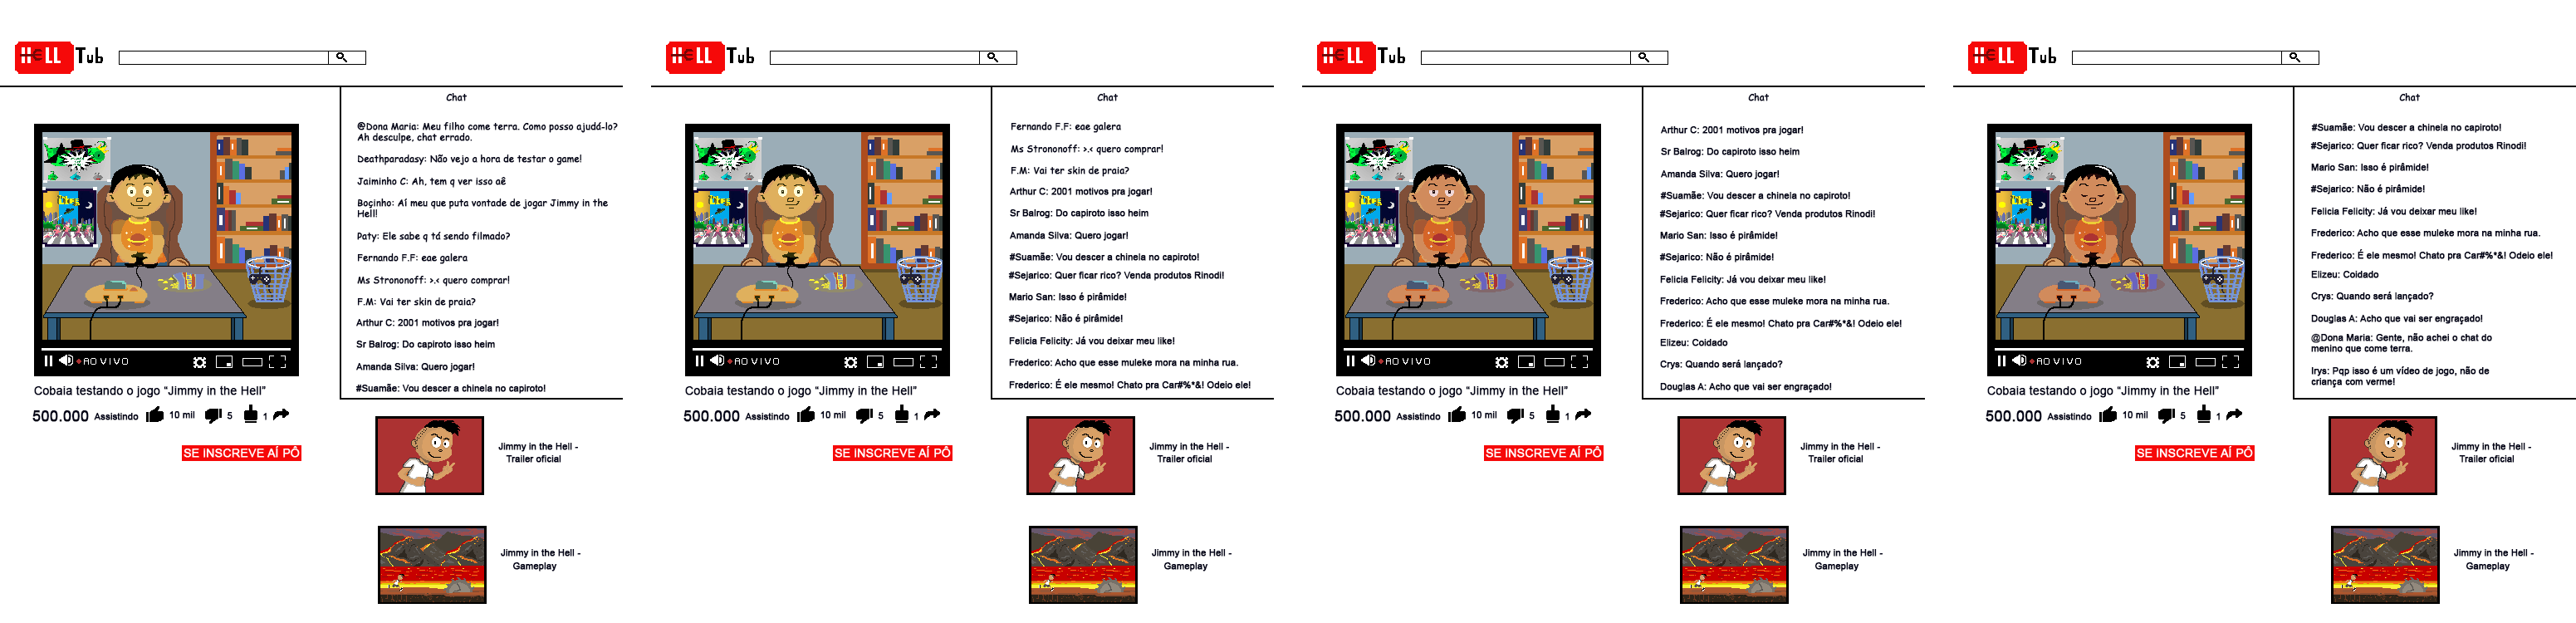 HELL Tub
Chat
@Dona Maria: Meu filho come terra. Como posso ajudá-lo?
Ah desculpe, chat errado.
Deathparadasy: Não vejo a hora de testar o game!
Jaiminho C: Ah, tem q ver isso aê
Boçinho: Aí meu que puta vontade de jogar Jimmy in the
Hell!
Paty: Ele sabe q tá sendo filmado?
Fernando F.F: eae galera
Ms Strononoff: >.< quero comprar!
F.M: Vai ter skin de praia?
Arthur C: 2001 motivos pra jogar!
Sr Balrog: Do capiroto isso heim
Amanda Silva: Quero jogar!
#Suamãe: Vou descer a chinela no capiroto!
AO VIVO
Cobaia testando o jogo “Jimmy in the Hell”
500.000 Assistindo 10 mil 5 1
SE INSCREVE AÍ PÔ
Jimmy in the Hell -
Trailer oficial
Jimmy in the Hell -
Gameplay
HELL Tub
Chat
Fernando F.F: eae galera
Ms Strononoff: >.< quero comprar!
F.M: Vai ter skin de praia?
Arthur C: 2001 motivos pra jogar!
Sr Balrog: Do capiroto isso heim
Amanda Silva: Quero jogar!
#Suamãe: Vou descer a chinela no capiroto!
#Sejarico: Quer ficar rico? Venda produtos Rinodi!
Mario San: Isso é pirâmide!
#Sejarico: Não é pirâmide!
Felicia Felicity: Já vou deixar meu like!
Frederico: Acho que esse muleke mora na minha rua.
Frederico: É ele mesmo! Chato pra Car#%*&! Odeio ele!
AO VIVO
Cobaia testando o jogo “Jimmy in the Hell”
500.000 Assistindo 10 mil 5 1
SE INSCREVE AÍ PÔ
Jimmy in the Hell -
Trailer oficial
Jimmy in the Hell -
Gameplay
HELL Tub
Chat
Arthur C: 2001 motivos pra jogar!
Sr Balrog: Do capiroto isso heim
Amanda Silva: Quero jogar!
#Suamãe: Vou descer a chinela no capiroto!
#Sejarico: Quer ficar rico? Venda produtos Rinodi!
Mario San: Isso é pirâmide!
#Sejarico: Não é pirâmide!
Felicia Felicity: Já vou deixar meu like!
Frederico: Acho que esse muleke mora na minha rua.
Frederico: É ele mesmo! Chato pra Car#%*&! Odeio ele!
Elizeu: Coidado
Crys: Quando será lançado?
Douglas A: Acho que vai ser engraçado!
AO VIVO
Cobaia testando o jogo “Jimmy in the Hell”
500.000 Assistindo 10 mil 5 1
SE INSCREVE AÍ PÔ
Jimmy in the Hell -
Trailer oficial
Jimmy in the Hell -
Gameplay
HELL Tub
Chat
#Suamãe: Vou descer a chinela no capiroto!
#Sejarico: Quer ficar rico? Venda produtos Rinodi!
Mario San: Isso é pirâmide!
#Sejarico: Não é pirâmide!
Felicia Felicity: Já vou deixar meu like!
Frederico: Acho que esse muleke mora na minha rua.
Frederico: É ele mesmo! Chato pra Car#%*&! Odeio ele!
Elizeu: Coidado
Crys: Quando será lançado?
Douglas A: Acho que vai ser engraçado!
@Dona Maria: Gente, não achei o chat do
menino que come terra.
Irys: Pqp isso é um vídeo de jogo, não de
criança com verme!
AO VIVO
Cobaia testando o jogo “Jimmy in the Hell”
500.000 Assistindo 10 mil 5 1
SE INSCREVE AÍ PÔ
Jimmy in the Hell -
Trailer oficial
Jimmy in the Hell -
Gameplay